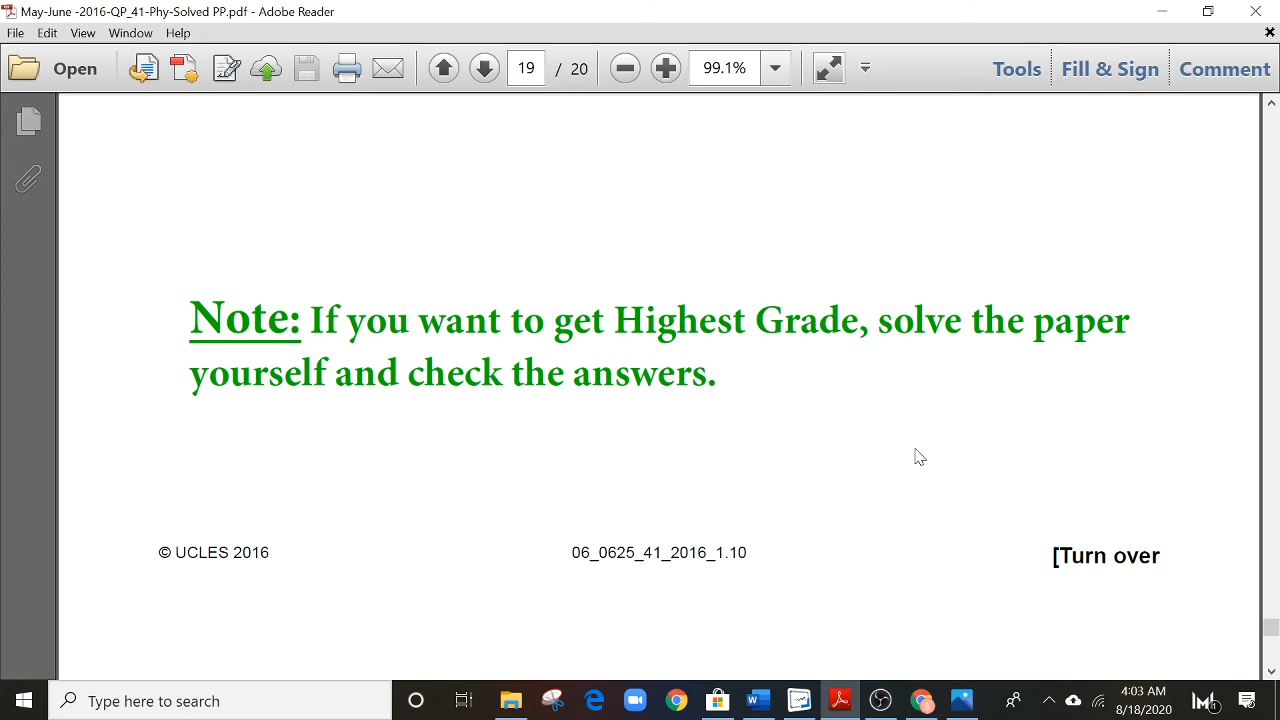 May-June -2016-QP_41-Phy-Solved PP.pdf - Adobe Reader
File Edit View Window Help
Open 19 / 20 99.1% Tools Fill & Sign Comment
Note: If you want to get Highest Grade, solve the paper
yourself and check the answers.
© UCLES 2016 06_0625_41_2016_1.10 [Turn over
Type here to search
4:03 AM
8/18/2020